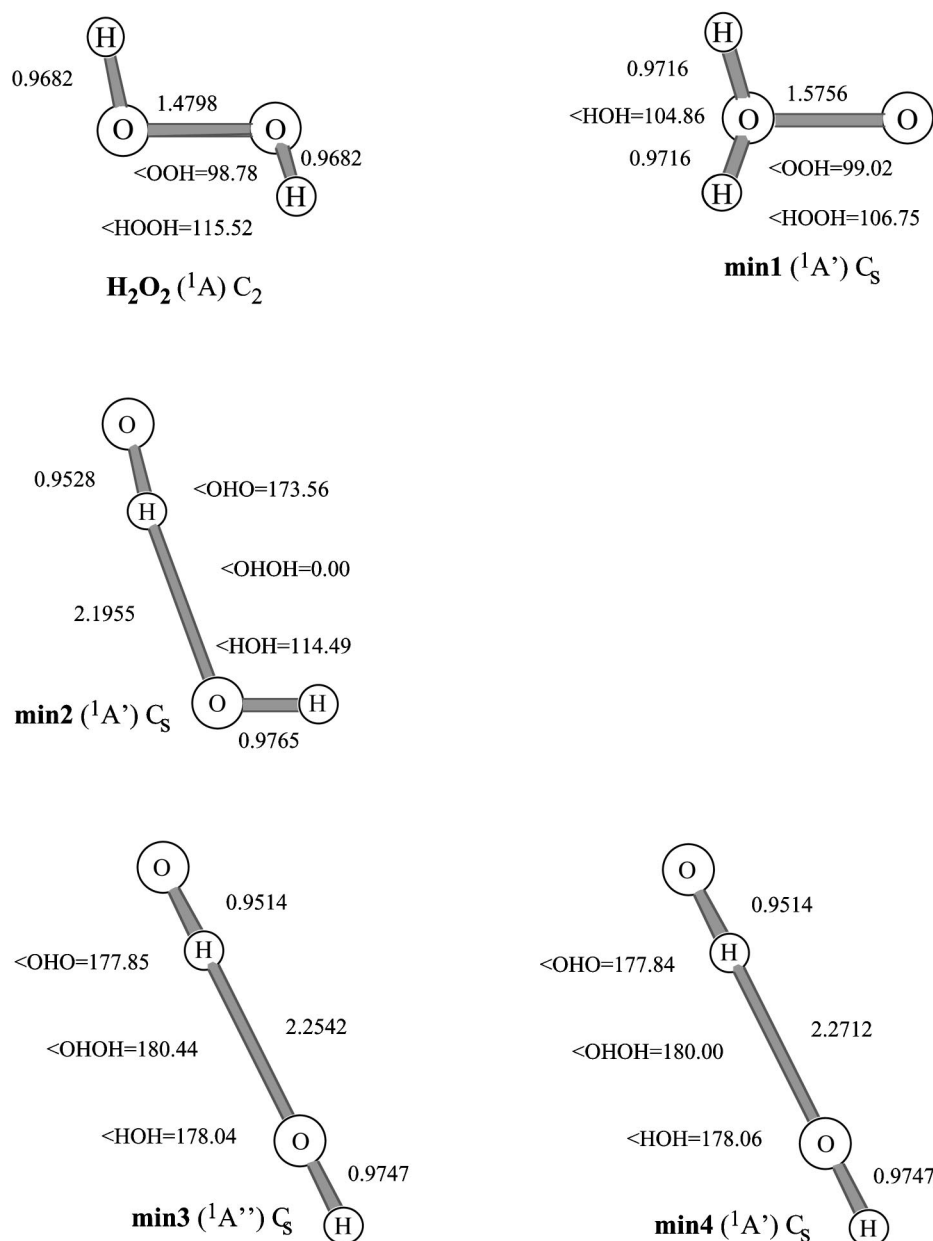 H
0.9682
1.4798
O
O
0.9682
<OOH=98.78
H
<HOOH=115.52
H₂O₂ (¹A) C₂
H
0.9716
1.5756
<HOH=104.86
O
O
0.9716
<OOH=99.02
H
<HOOH=106.75
min1 (¹A’) Cₛ
O
0.9528
<OHO=173.56
H
<OHOH=0.00
2.1955
<HOH=114.49
O
H
min2 (¹A’) Cₛ
0.9765
O
0.9514
H
<OHO=177.85
2.2542
<OHOH=180.44
<HOH=178.04
O
0.9747
min3 (¹A’’) Cₛ
H
O
0.9514
H
<OHO=177.84
2.2712
<OHOH=180.00
<HOH=178.06
O
0.9747
min4 (¹A’) Cₛ
H